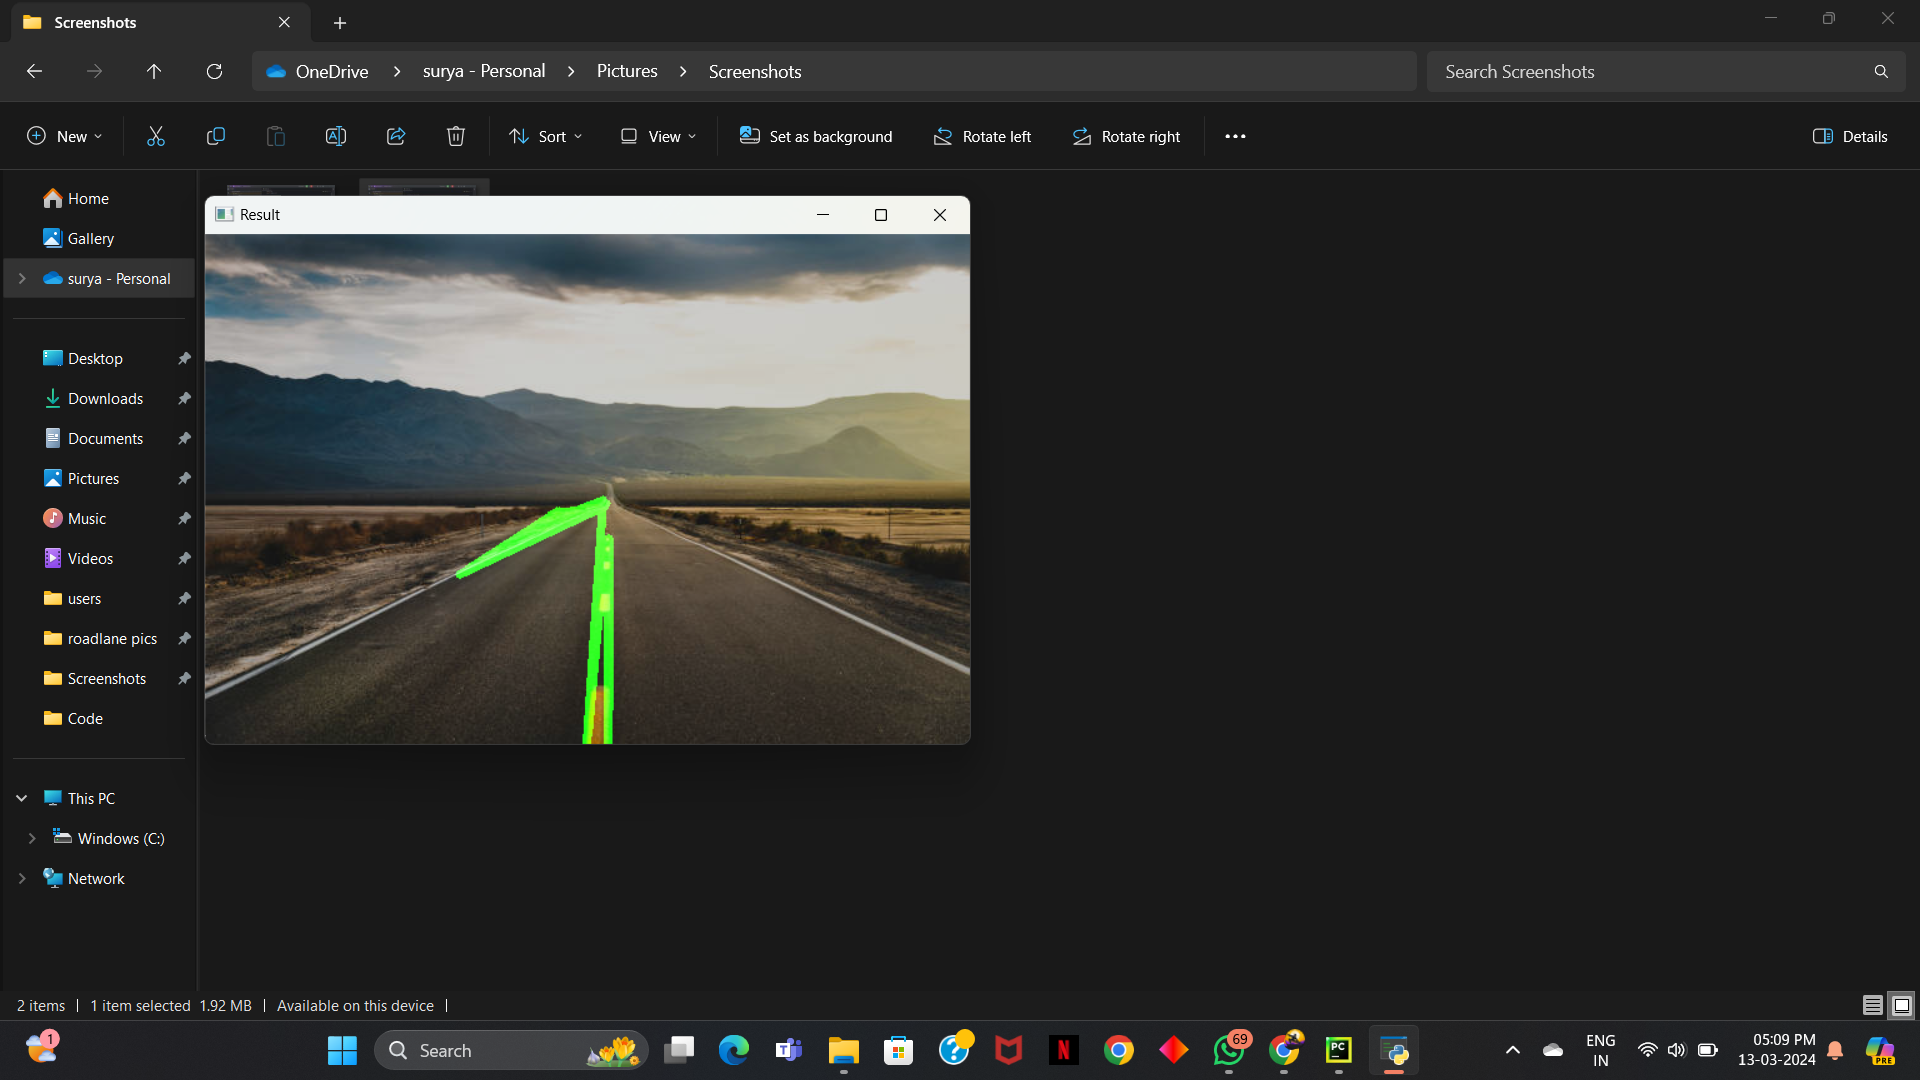 Screenshots
OneDrive
surya - Personal
Pictures
Screenshots
Search Screenshots
New
Sort
View
Set as background
Rotate left
Rotate right
Details
Home
Gallery
surya - Personal
Desktop
Downloads
Documents
Pictures
Music
Videos
users
roadlane pics
Screenshots
Code
This PC
Windows (C:)
Network
Result
2 items
1 item selected 1.92 MB
Available on this device
1
Search
69
PC
ENG
IN
05:09 PM
13-03-2024
PRE